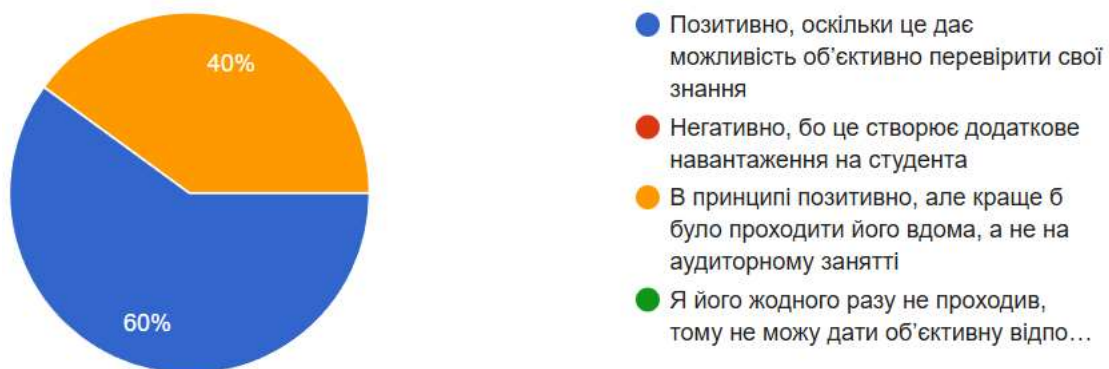 40%
60%
Позитивно, оскільки це дає
можливість об’єктивно перевірити свої
знання
Негативно, бо це створює додаткове
навантаження на студента
В принципі позитивно, але краще б
було проходити його вдома, а не на
аудиторному занятті
Я його жодного разу не проходив,
тому не можу дати об’єктивну відпо…